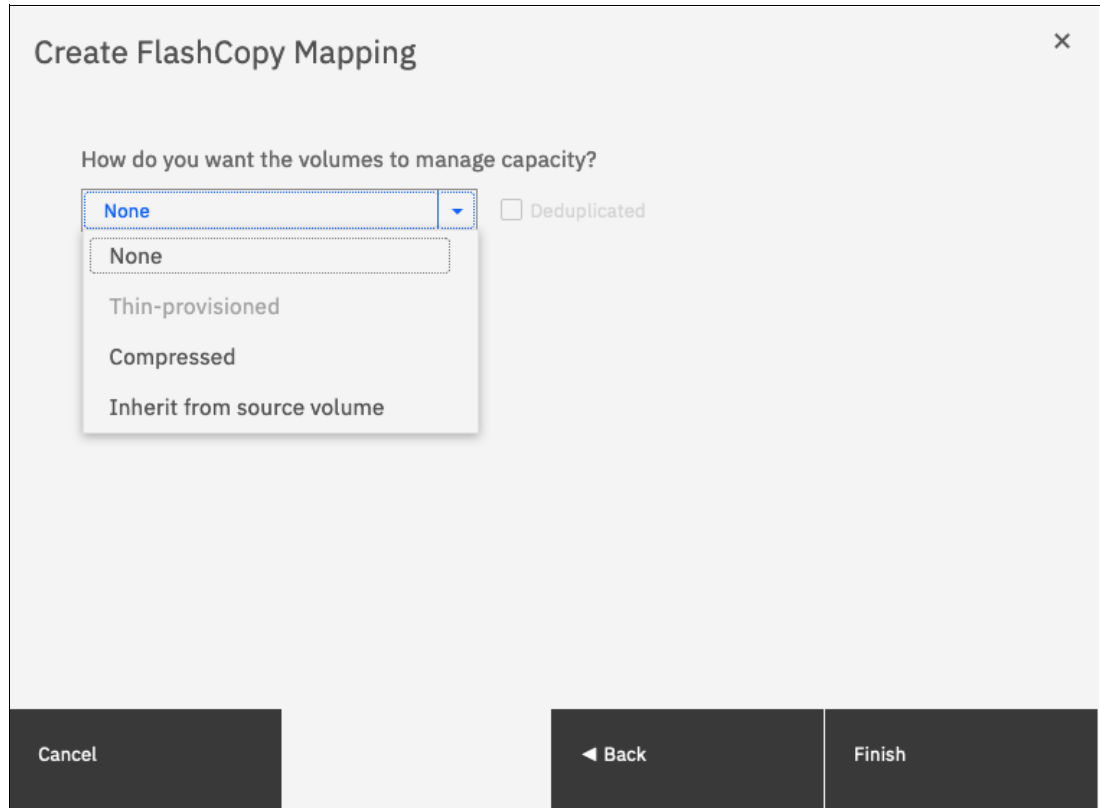 Create FlashCopy Mapping
×
How do you want the volumes to manage capacity?
None
Deduplicated
None
Thin-provisioned
Compressed
Inherit from source volume
Cancel
◄ Back
Finish